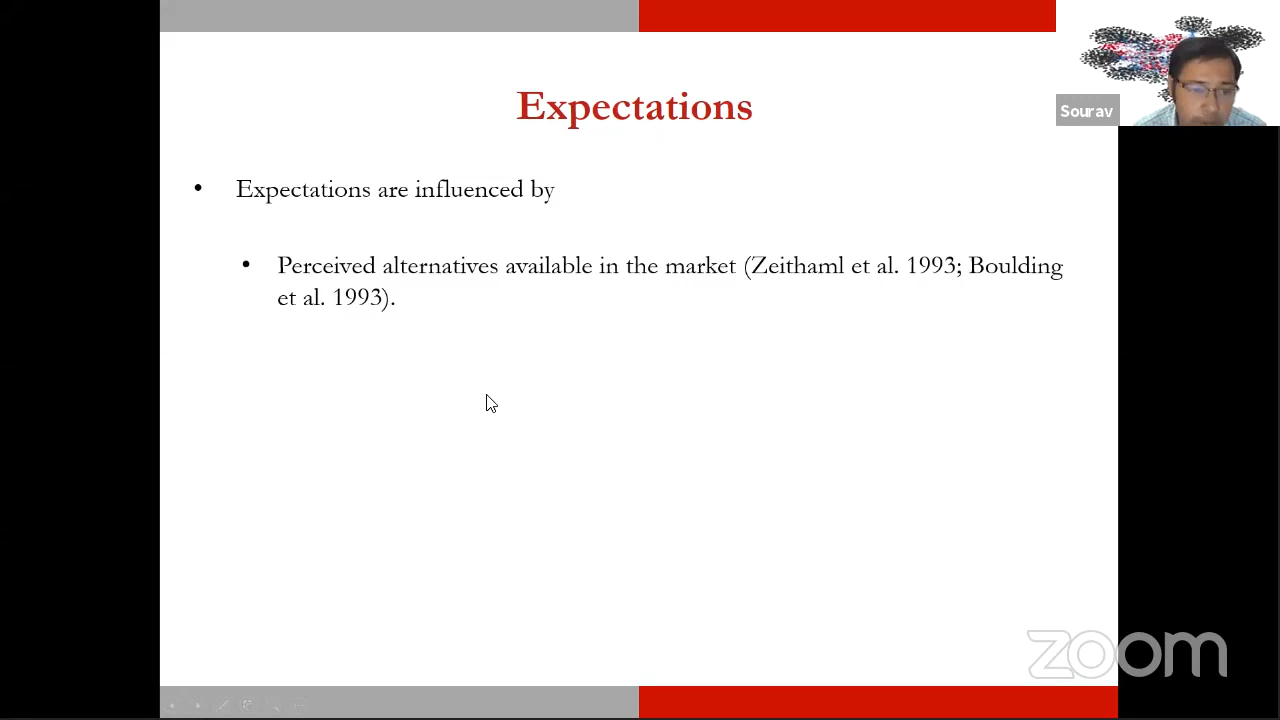 Expectations
Sourav
• Expectations are influenced by
• Perceived alternatives available in the market (Zeithaml et al. 1993; Boulding
et al. 1993).
zoom